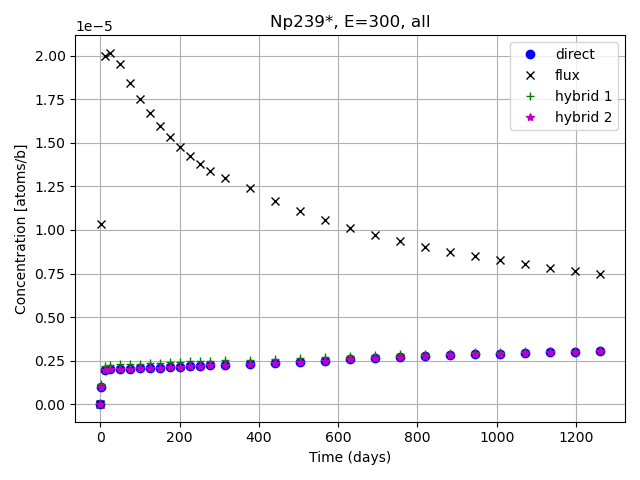 Np239*, E=300, all
1e−5
2.00
1.75
1.50
1.25
1.00
0.75
0.50
0.25
0.00
Concentration [atoms/b]
direct
flux
hybrid 1
hybrid 2
0 200 400 600 800 1000 1200
Time (days)